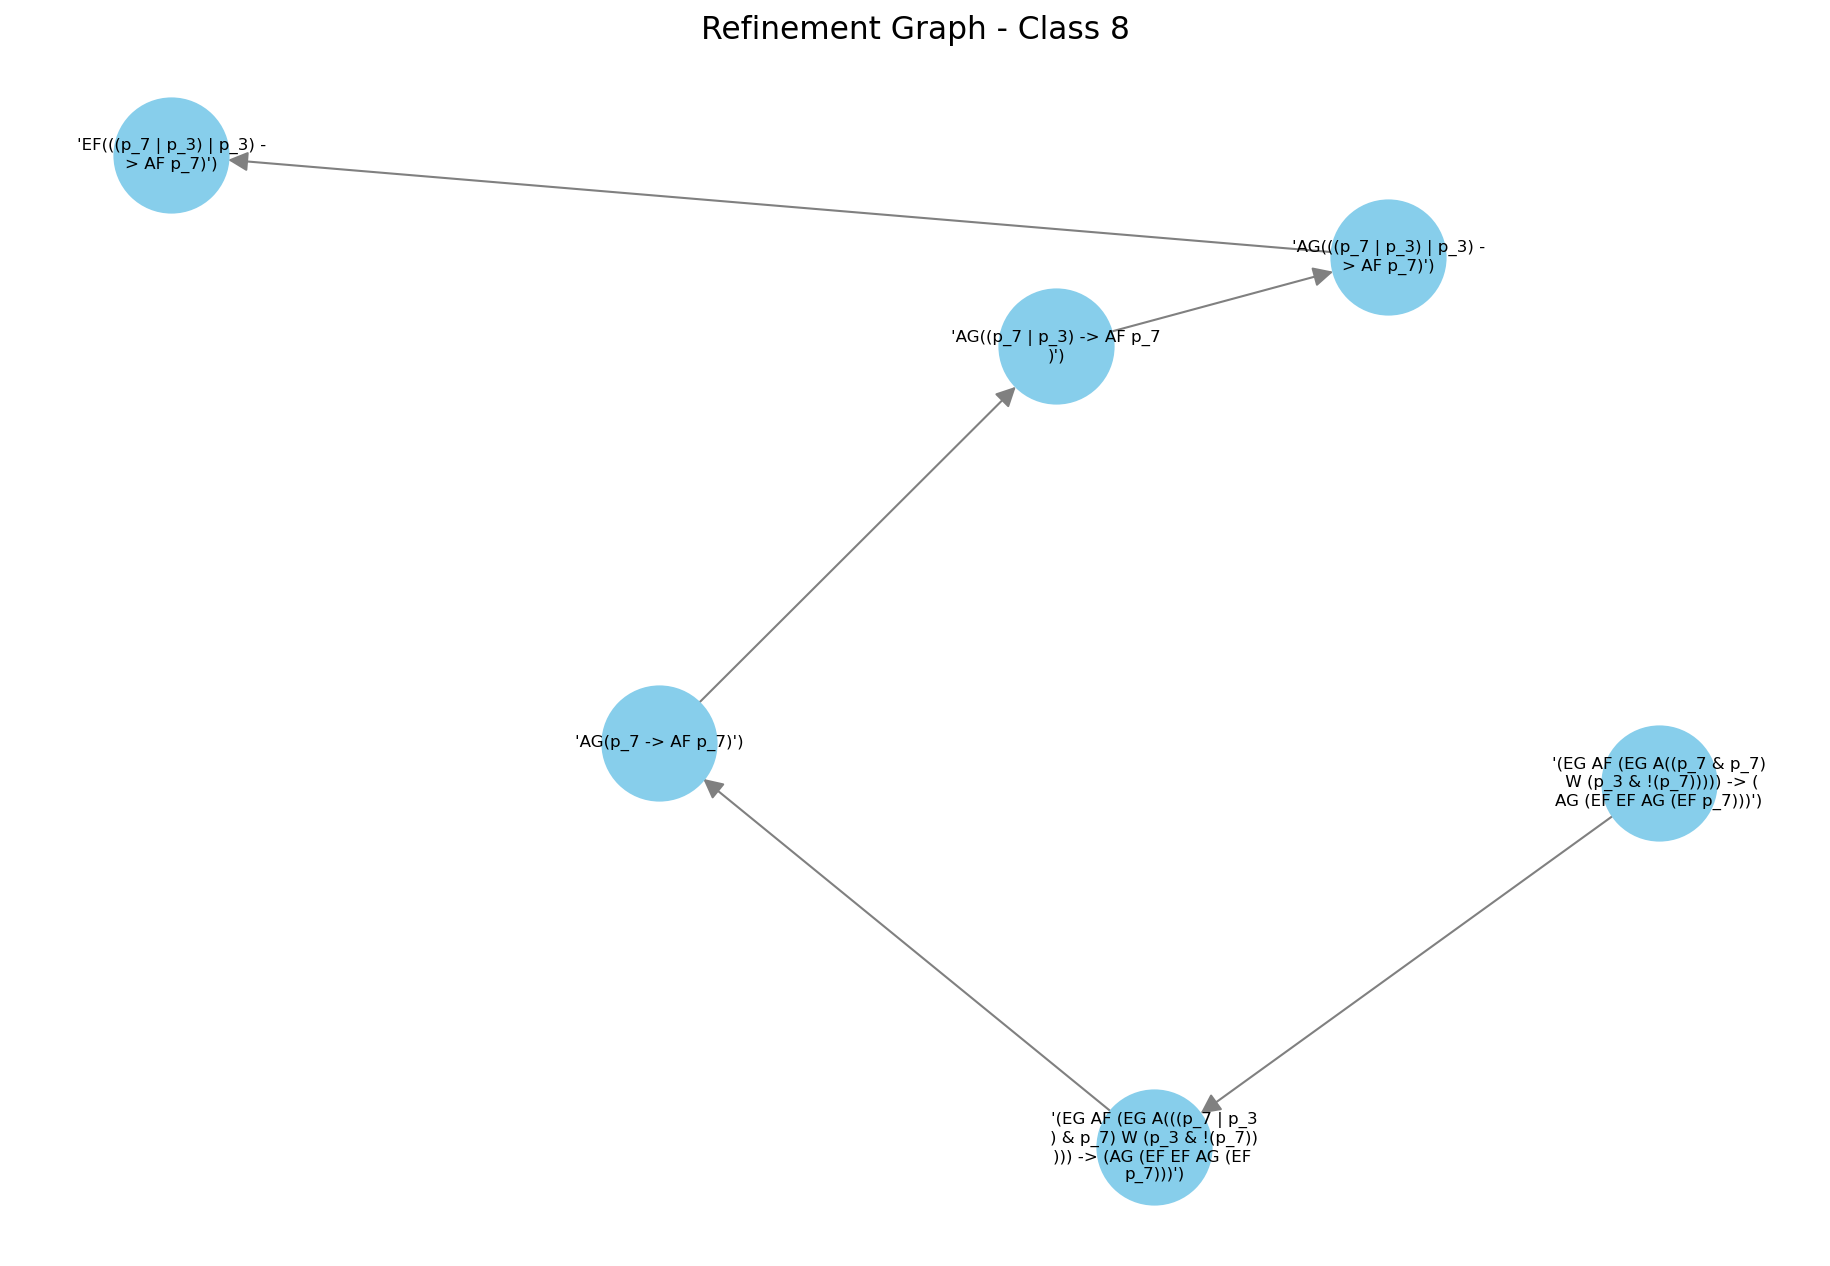 Refinement Graph - Class 8
'EF(((p_7 | p_3) | p_3) -
> AF p_7)')
'AG(((p_7 | p_3) | p_3) -
> AF p_7)')
'AG((p_7 | p_3) -> AF p_7
)')
'AG(p_7 -> AF p_7)')
'(EG AF (EG A((p_7 & p_7)
W (p_3 & !(p_7))))) -> (
AG (EF EF AG (EF p_7)))')
'(EG AF (EG A(((p_7 | p_3
) & p_7) W (p_3 & !(p_7))
))) -> (AG (EF EF AG (EF
p_7)))')